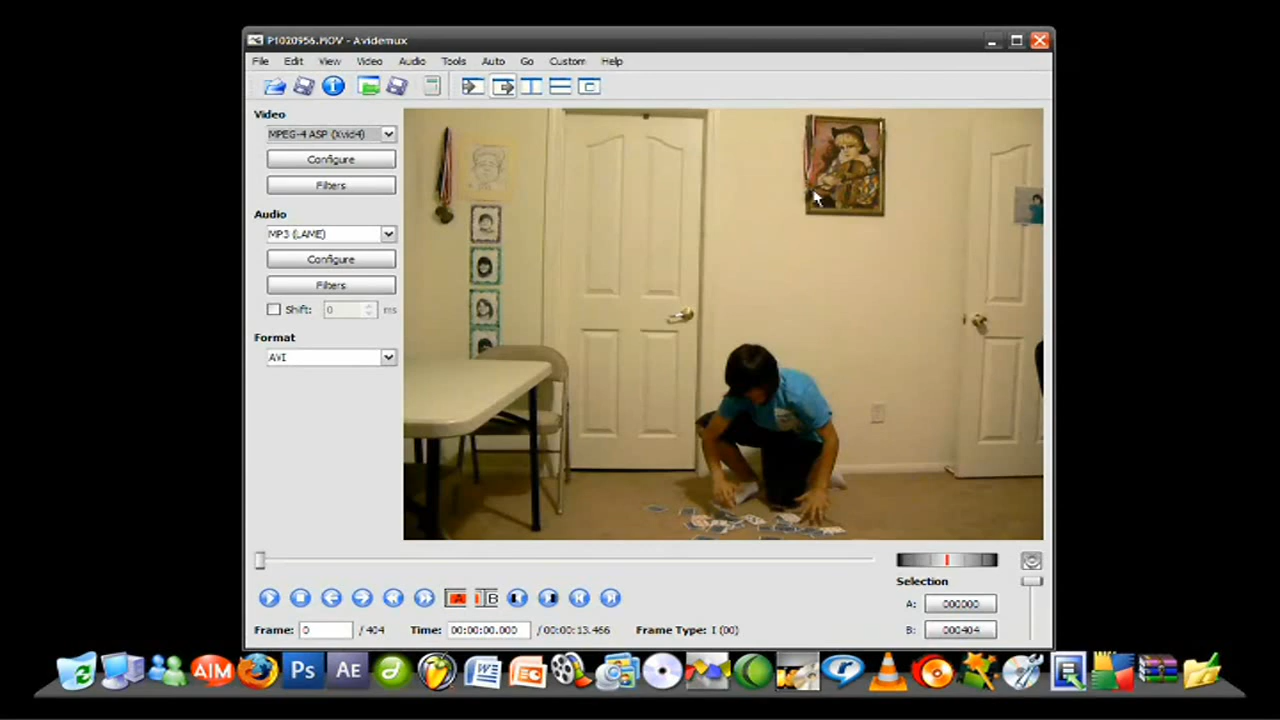 P1020956.MOV - Avidemux
File Edit View Video Audio Tools Auto Go Custom Help
Video
MPEG-4 ASP (Xvid4)
Configure
Filters
Audio
MP3 (LAME)
Configure
Filters
Shift: 0 ms
Format
AVI
Selection
A: 000000
B: 000404
A B
Frame: 0 / 404 Time: 00:00:00.000 / 00:00:13.466 Frame Type: I (00)
AIM Ps AE